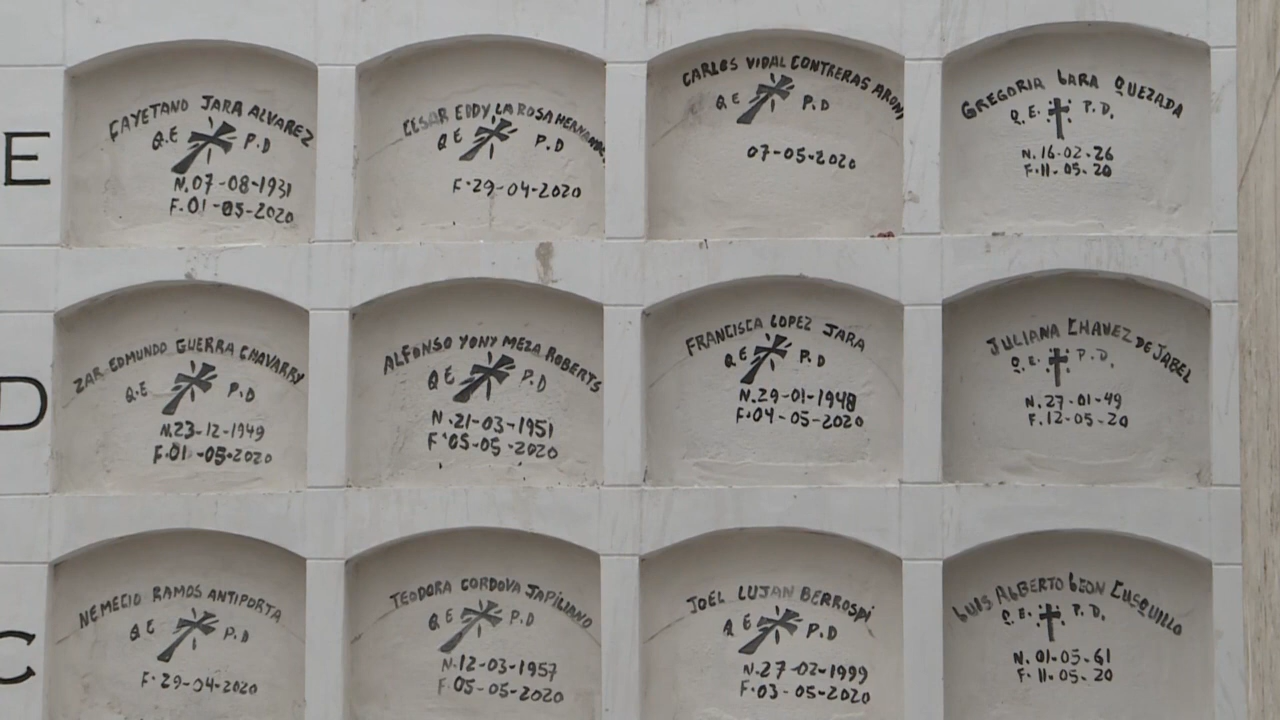 E
CAYETANO JARA ALVAREZ
Q.E P.D
N.07-08-1931
F.01-05-2020
CESAR EDDY LA ROSA
Q E P.D
F.29-04-2020
CARLOS VIDAL CONTRERAS ARONI
Q E P.D
07-05-2020
GREGORIA LARA QUEZADA
Q.E. P.D.
N.16-02-26
F.11-05-20
D
ZAR EDMUNDO GUERRA CHAVARRY
Q.E P.D
N.23-12-1949
F.01-05-2020
ALFONSO YONY MEZA ROBERTS
Q E P.D
N.21-03-1951
F.05-05-2020
FRANCISCA LOPEZ JARA
Q E P.D
N.29-01-1948
F.04-05-2020
JULIANA CHAVEZ DE JABEL
Q.E. P.D.
N.27-01-49
F.12-05-20
C
NEMECIO RAMOS ANTIPORTA
Q E P.D
F.29-04-2020
TEODORA CORDOVA
Q E P.D
N.12-03-1957
F.05-05-2020
JOEL LUJAN BERROSPI
Q E P.D
N.27-02-1999
F.03-05-2020
LUIS ALBERTO LEON CUSQUILLO
Q.E. P.D.
N.01-05-61
F.11-05-20